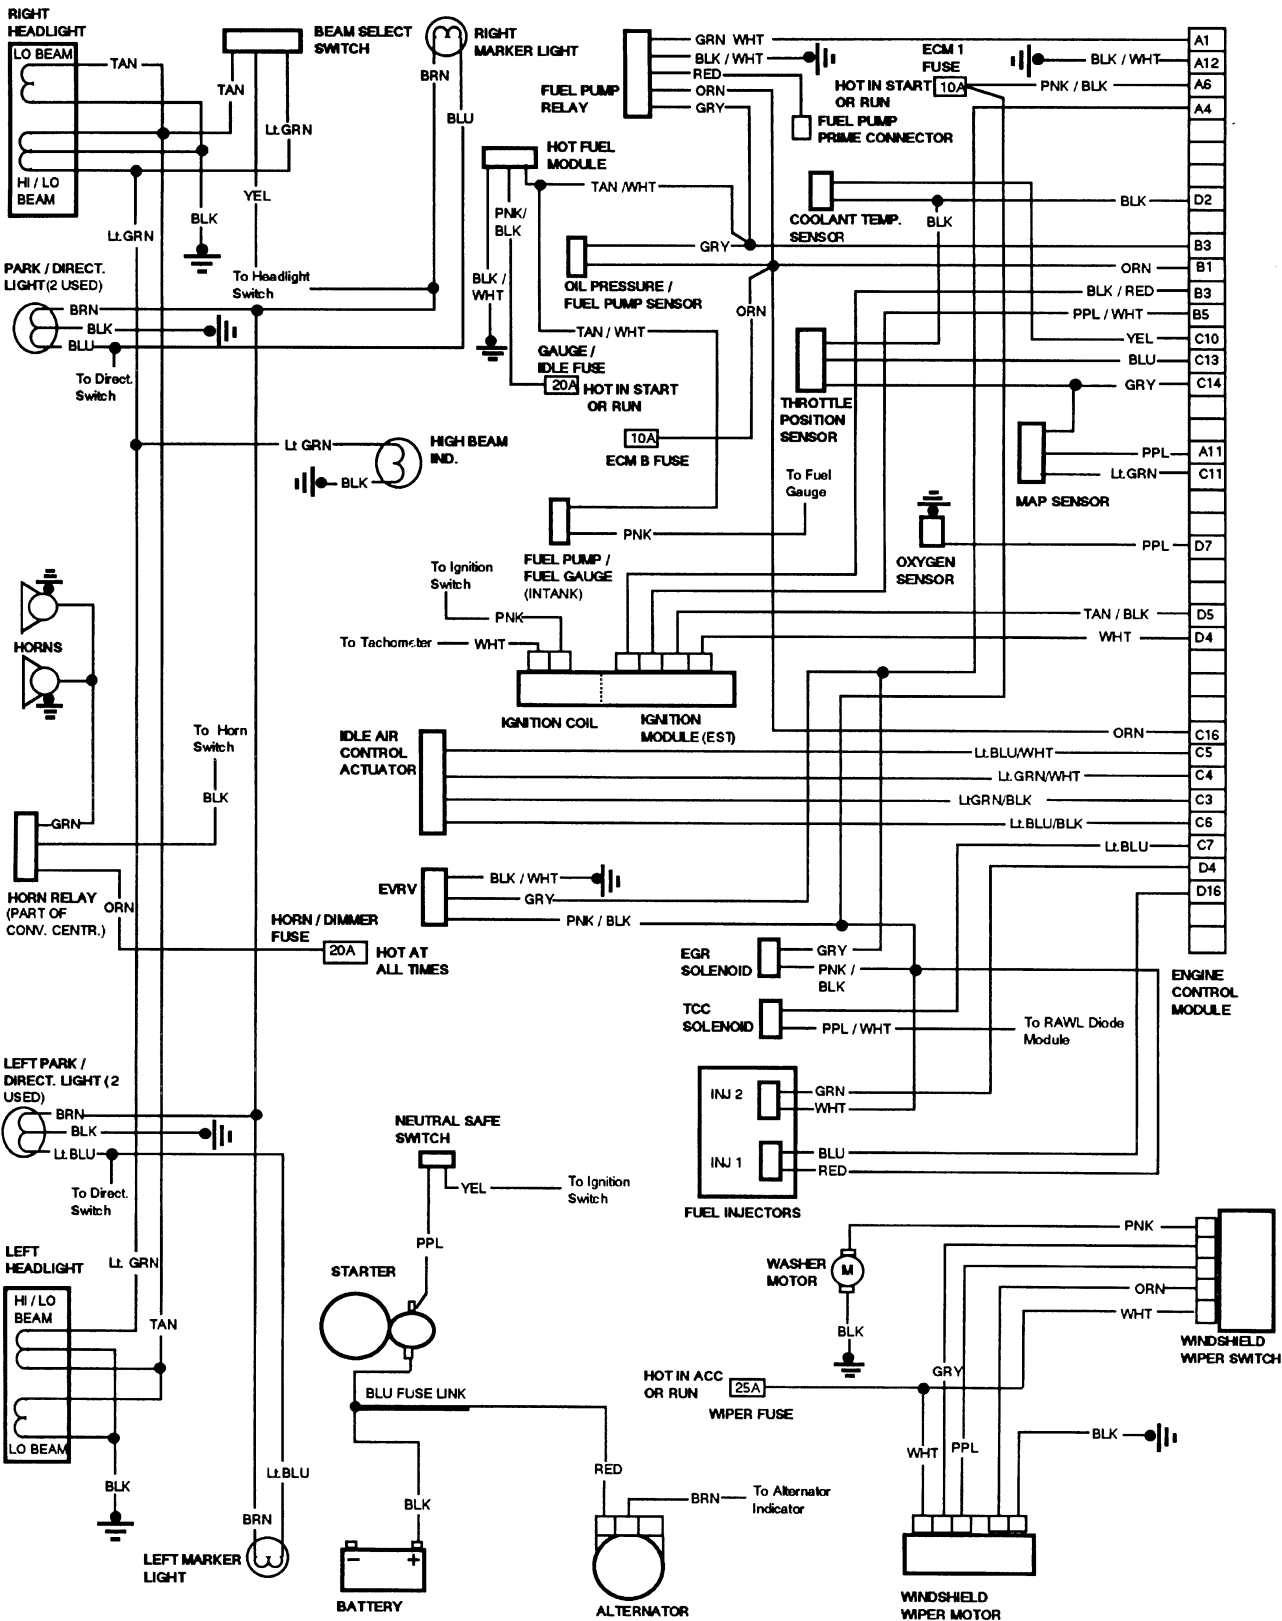 RIGHT
HEADLIGHT
LO BEAM
TAN
HI / LO
BEAM
BEAM SELECT
SWITCH
TAN
Lt.GRN
YEL
BLK
Lt.GRN
RIGHT
MARKER LIGHT
BRN
BLU
PARK / DIRECT.
LIGHT(2 USED)
BRN
BLK
BLU
To Direct.
Switch
To Headlight
Switch
HOT FUEL
MODULE
TAN /WHT
PNK/
BLK
BLK /
WHT
FUEL PUMP
RELAY
GRN WHT
BLK / WHT
RED
ORN
GRY
FUEL PUMP
PRIME CONNECTOR
ECM 1
FUSE
HOT IN START
OR RUN
10A
BLK / WHT
PNK / BLK
A1
A12
A6
A4
D2
B3
B1
B3
B5
C10
C13
C14
A11
C11
D7
D5
D4
C16
C5
C4
C3
C6
C7
D4
D16
ENGINE
CONTROL
MODULE
COOLANT TEMP.
SENSOR
BLK
BLK
OIL PRESSURE /
FUEL PUMP SENSOR
GRY
ORN
ORN
BLK / RED
PPL / WHT
YEL
BLU
GRY
THROTTLE
POSITION
SENSOR
TAN / WHT
GAUGE /
IDLE FUSE
20A
HOT IN START
OR RUN
10A
ECM B FUSE
Lt GRN
BLK
HIGH BEAM
IND.
MAP SENSOR
PPL
Lt.GRN
To Fuel
Gauge
PNK
FUEL PUMP /
FUEL GAUGE
(INTANK)
OXYGEN
SENSOR
PPL
To Ignition
Switch
PNK
To Tachometer
WHT
IGNITION COIL
IGNITION
MODULE (EST)
TAN / BLK
WHT
ORN
HORNS
To Horn
Switch
BLK
GRN
HORN RELAY
(PART OF
CONV. CENTR.)
ORN
HORN / DIMMER
FUSE
20A
HOT AT
ALL TIMES
IDLE AIR
CONTROL
ACTUATOR
Lt.BLU/WHT
Lt.GRN/WHT
Lt.GRN/BLK
Lt.BLU/BLK
Lt.BLU
EVRV
BLK / WHT
GRY
PNK / BLK
EGR
SOLENOID
GRY
PNK /
BLK
TCC
SOLENOID
PPL / WHT
To RAWL Diode
Module
INJ 2
GRN
WHT
INJ 1
BLU
RED
FUEL INJECTORS
LEFT PARK /
DIRECT. LIGHT (2
USED)
BRN
BLK
Lt.BLU
To Direct.
Switch
LEFT
HEADLIGHT
HI / LO
BEAM
LO BEAM
Lt. GRN
TAN
BLK
Lt.BLU
BRN
LEFT MARKER
LIGHT
NEUTRAL SAFE
SWITCH
YEL
To Ignition
Switch
PPL
STARTER
BLU FUSE LINK
BLK
BATTERY
- +
RED
BRN
To Alternator
Indicator
ALTERNATOR
WASHER
MOTOR
M
BLK
PNK
ORN
WHT
WINDSHIELD
WIPER SWITCH
HOT IN ACC
OR RUN
25A
WIPER FUSE
GRY
WHT
PPL
BLK
WINDSHIELD
WIPER MOTOR